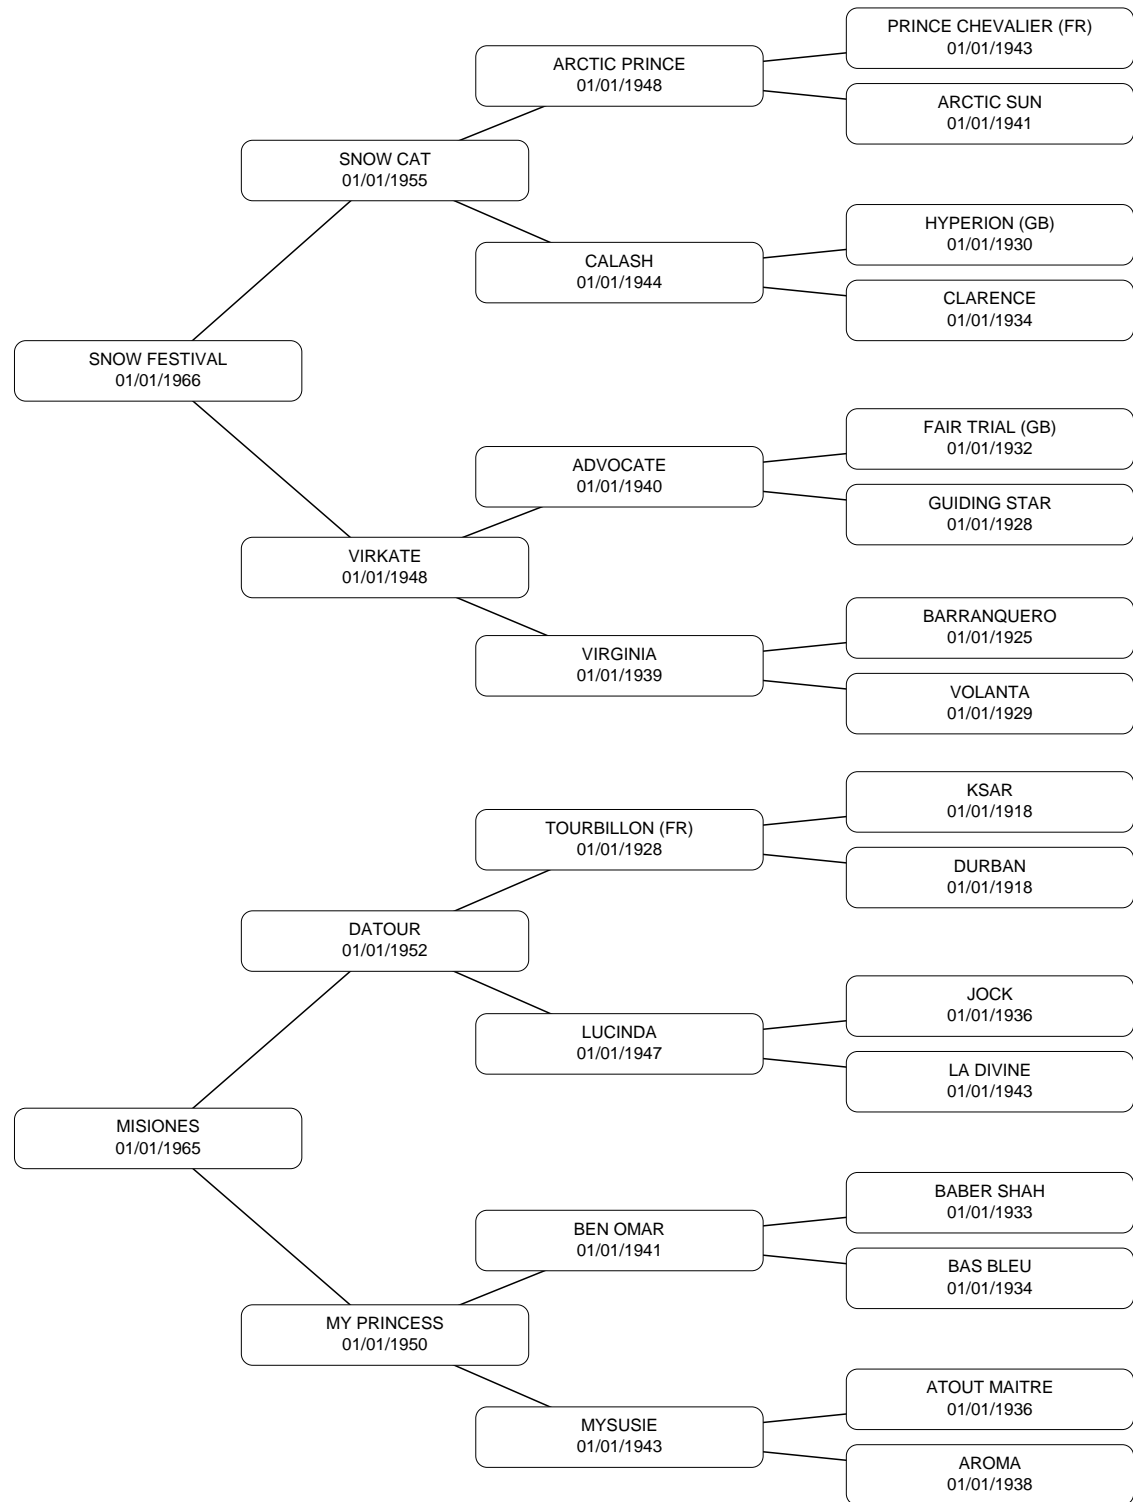 PRINCE CHEVALIER (FR)
01/01/1943
ARCTIC PRINCE
01/01/1948
ARCTIC SUN
01/01/1941
SNOW CAT
01/01/1955
HYPERION (GB)
01/01/1930
CALASH
01/01/1944
CLARENCE
01/01/1934
SNOW FESTIVAL
01/01/1966
FAIR TRIAL (GB)
01/01/1932
ADVOCATE
01/01/1940
GUIDING STAR
01/01/1928
VIRKATE
01/01/1948
BARRANQUERO
01/01/1925
VIRGINIA
01/01/1939
VOLANTA
01/01/1929
KSAR
01/01/1918
TOURBILLON (FR)
01/01/1928
DURBAN
01/01/1918
DATOUR
01/01/1952
JOCK
01/01/1936
LUCINDA
01/01/1947
LA DIVINE
01/01/1943
MISIONES
01/01/1965
BABER SHAH
01/01/1933
BEN OMAR
01/01/1941
BAS BLEU
01/01/1934
MY PRINCESS
01/01/1950
ATOUT MAITRE
01/01/1936
MYSUSIE
01/01/1943
AROMA
01/01/1938